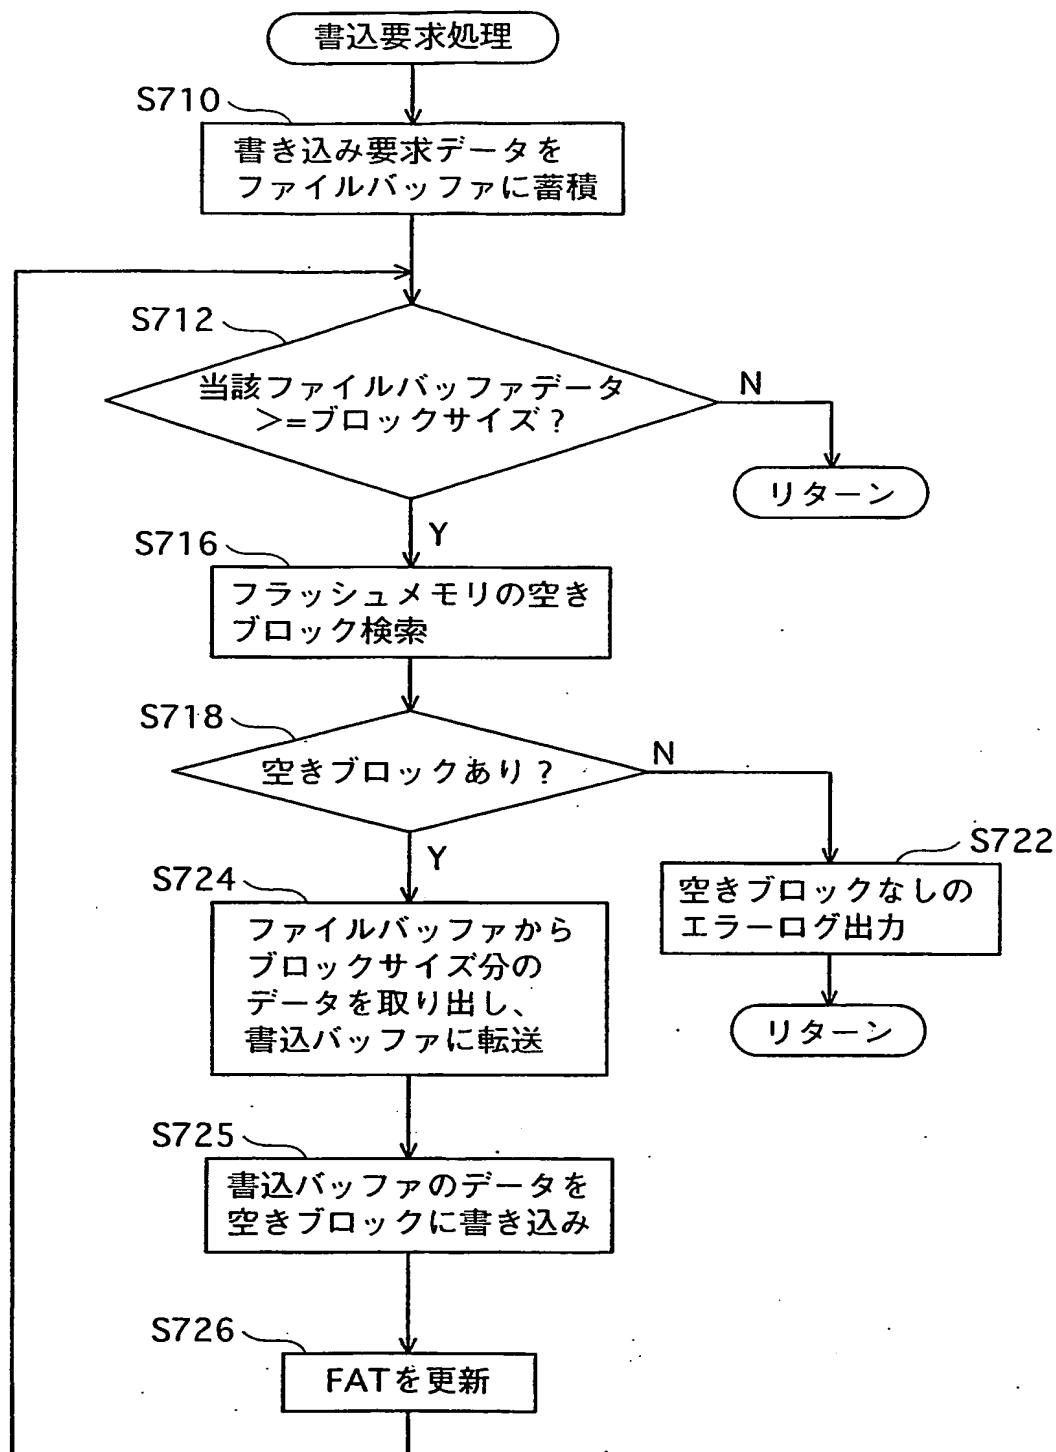 書込要求処理
S710
書き込み要求データを
ファイルバッファに蓄積
S712
当該ファイルバッファデータ
>=ブロックサイズ?
N
リターン
Y
S716
フラッシュメモリの空き
ブロック検索
S718
空きブロックあり?
N
Y
S722
空きブロックなしの
エラーログ出力
リターン
S724
ファイルバッファから
ブロックサイズ分の
データを取り出し、
書込バッファに転送
S725
書込バッファのデータを
空きブロックに書き込み
S726
FATを更新